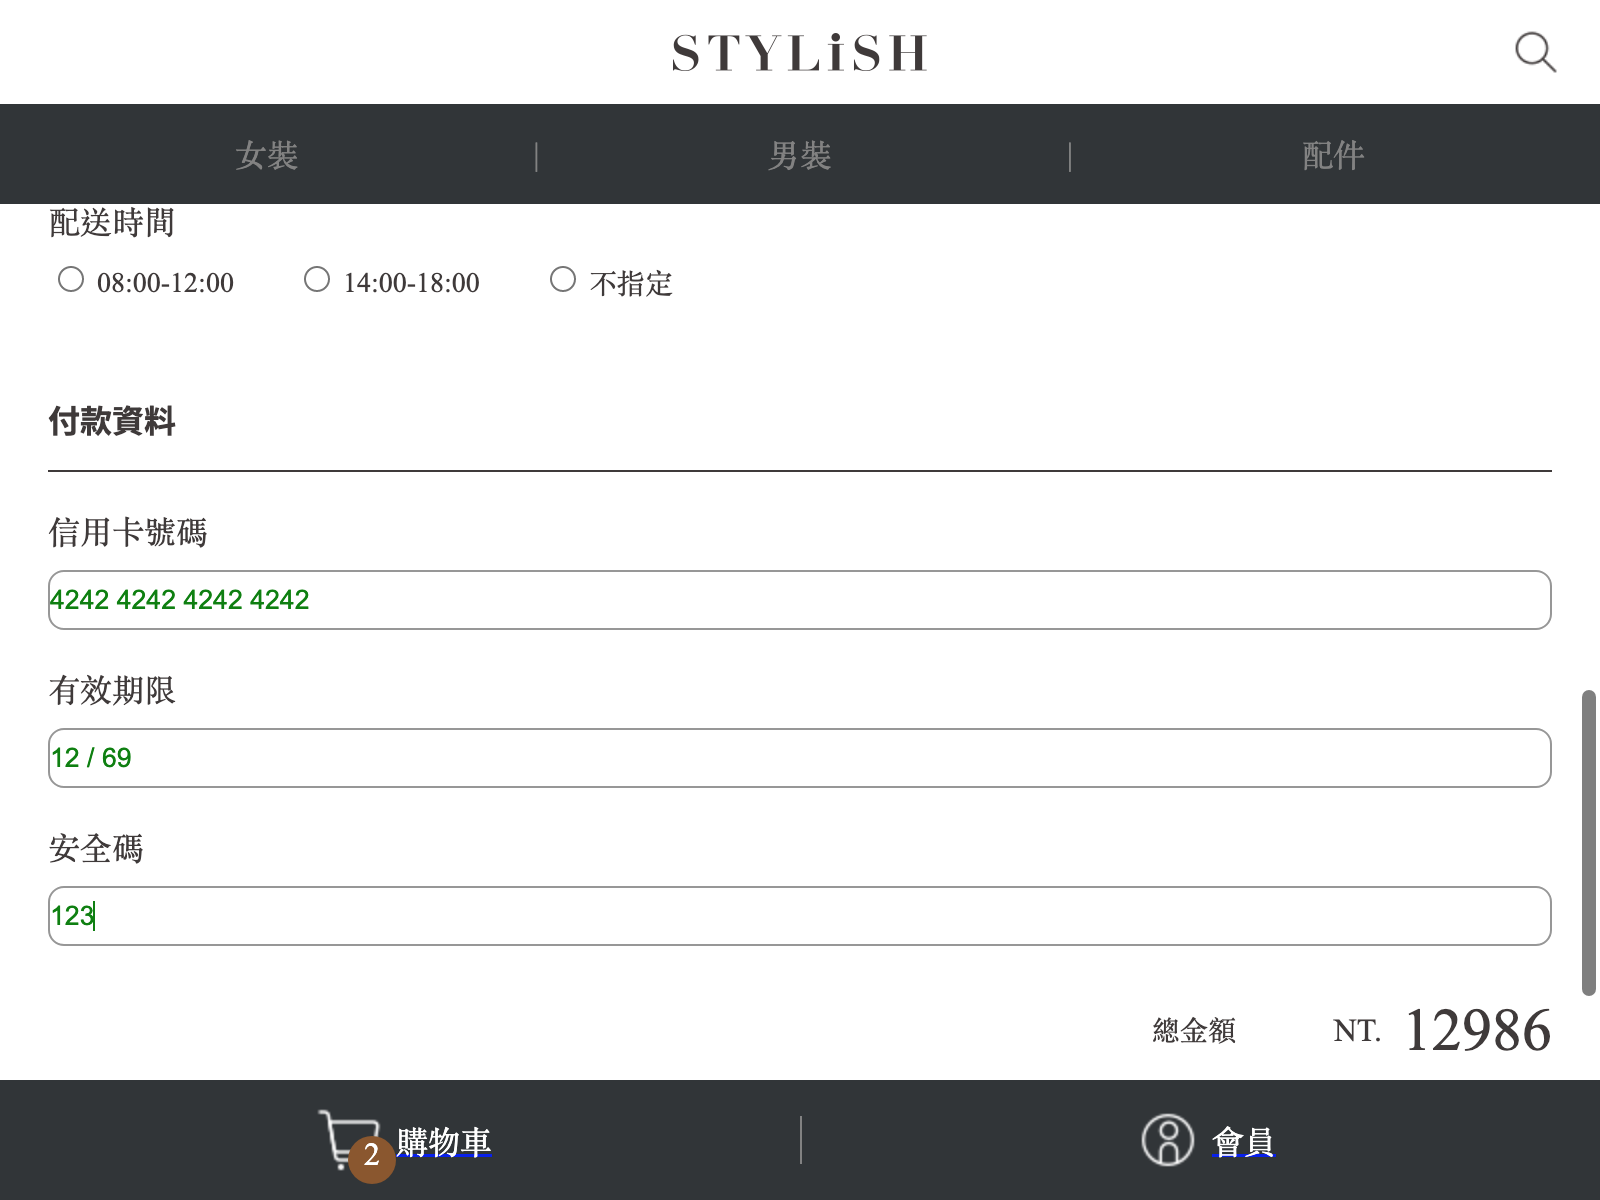 STYLiSH
女裝 | 男裝 | 配件
配送時間
08:00-12:00 14:00-18:00 不指定
付款資料
信用卡號碼
4242 4242 4242 4242
有效期限
12 / 69
安全碼
123
總金額 NT. 12986
2 購物車 | 會員